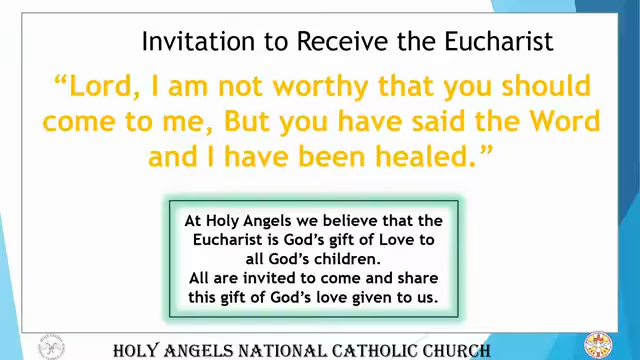 Invitation to Receive the Eucharist
“Lord, I am not worthy that you should
come to me, But you have said the Word
and I have been healed.”
At Holy Angels we believe that the
Eucharist is God’s gift of Love to
all God’s children.
All are invited to come and share
this gift of God’s love given to us.
HOLY ANGELS NATIONAL CATHOLIC CHURCH